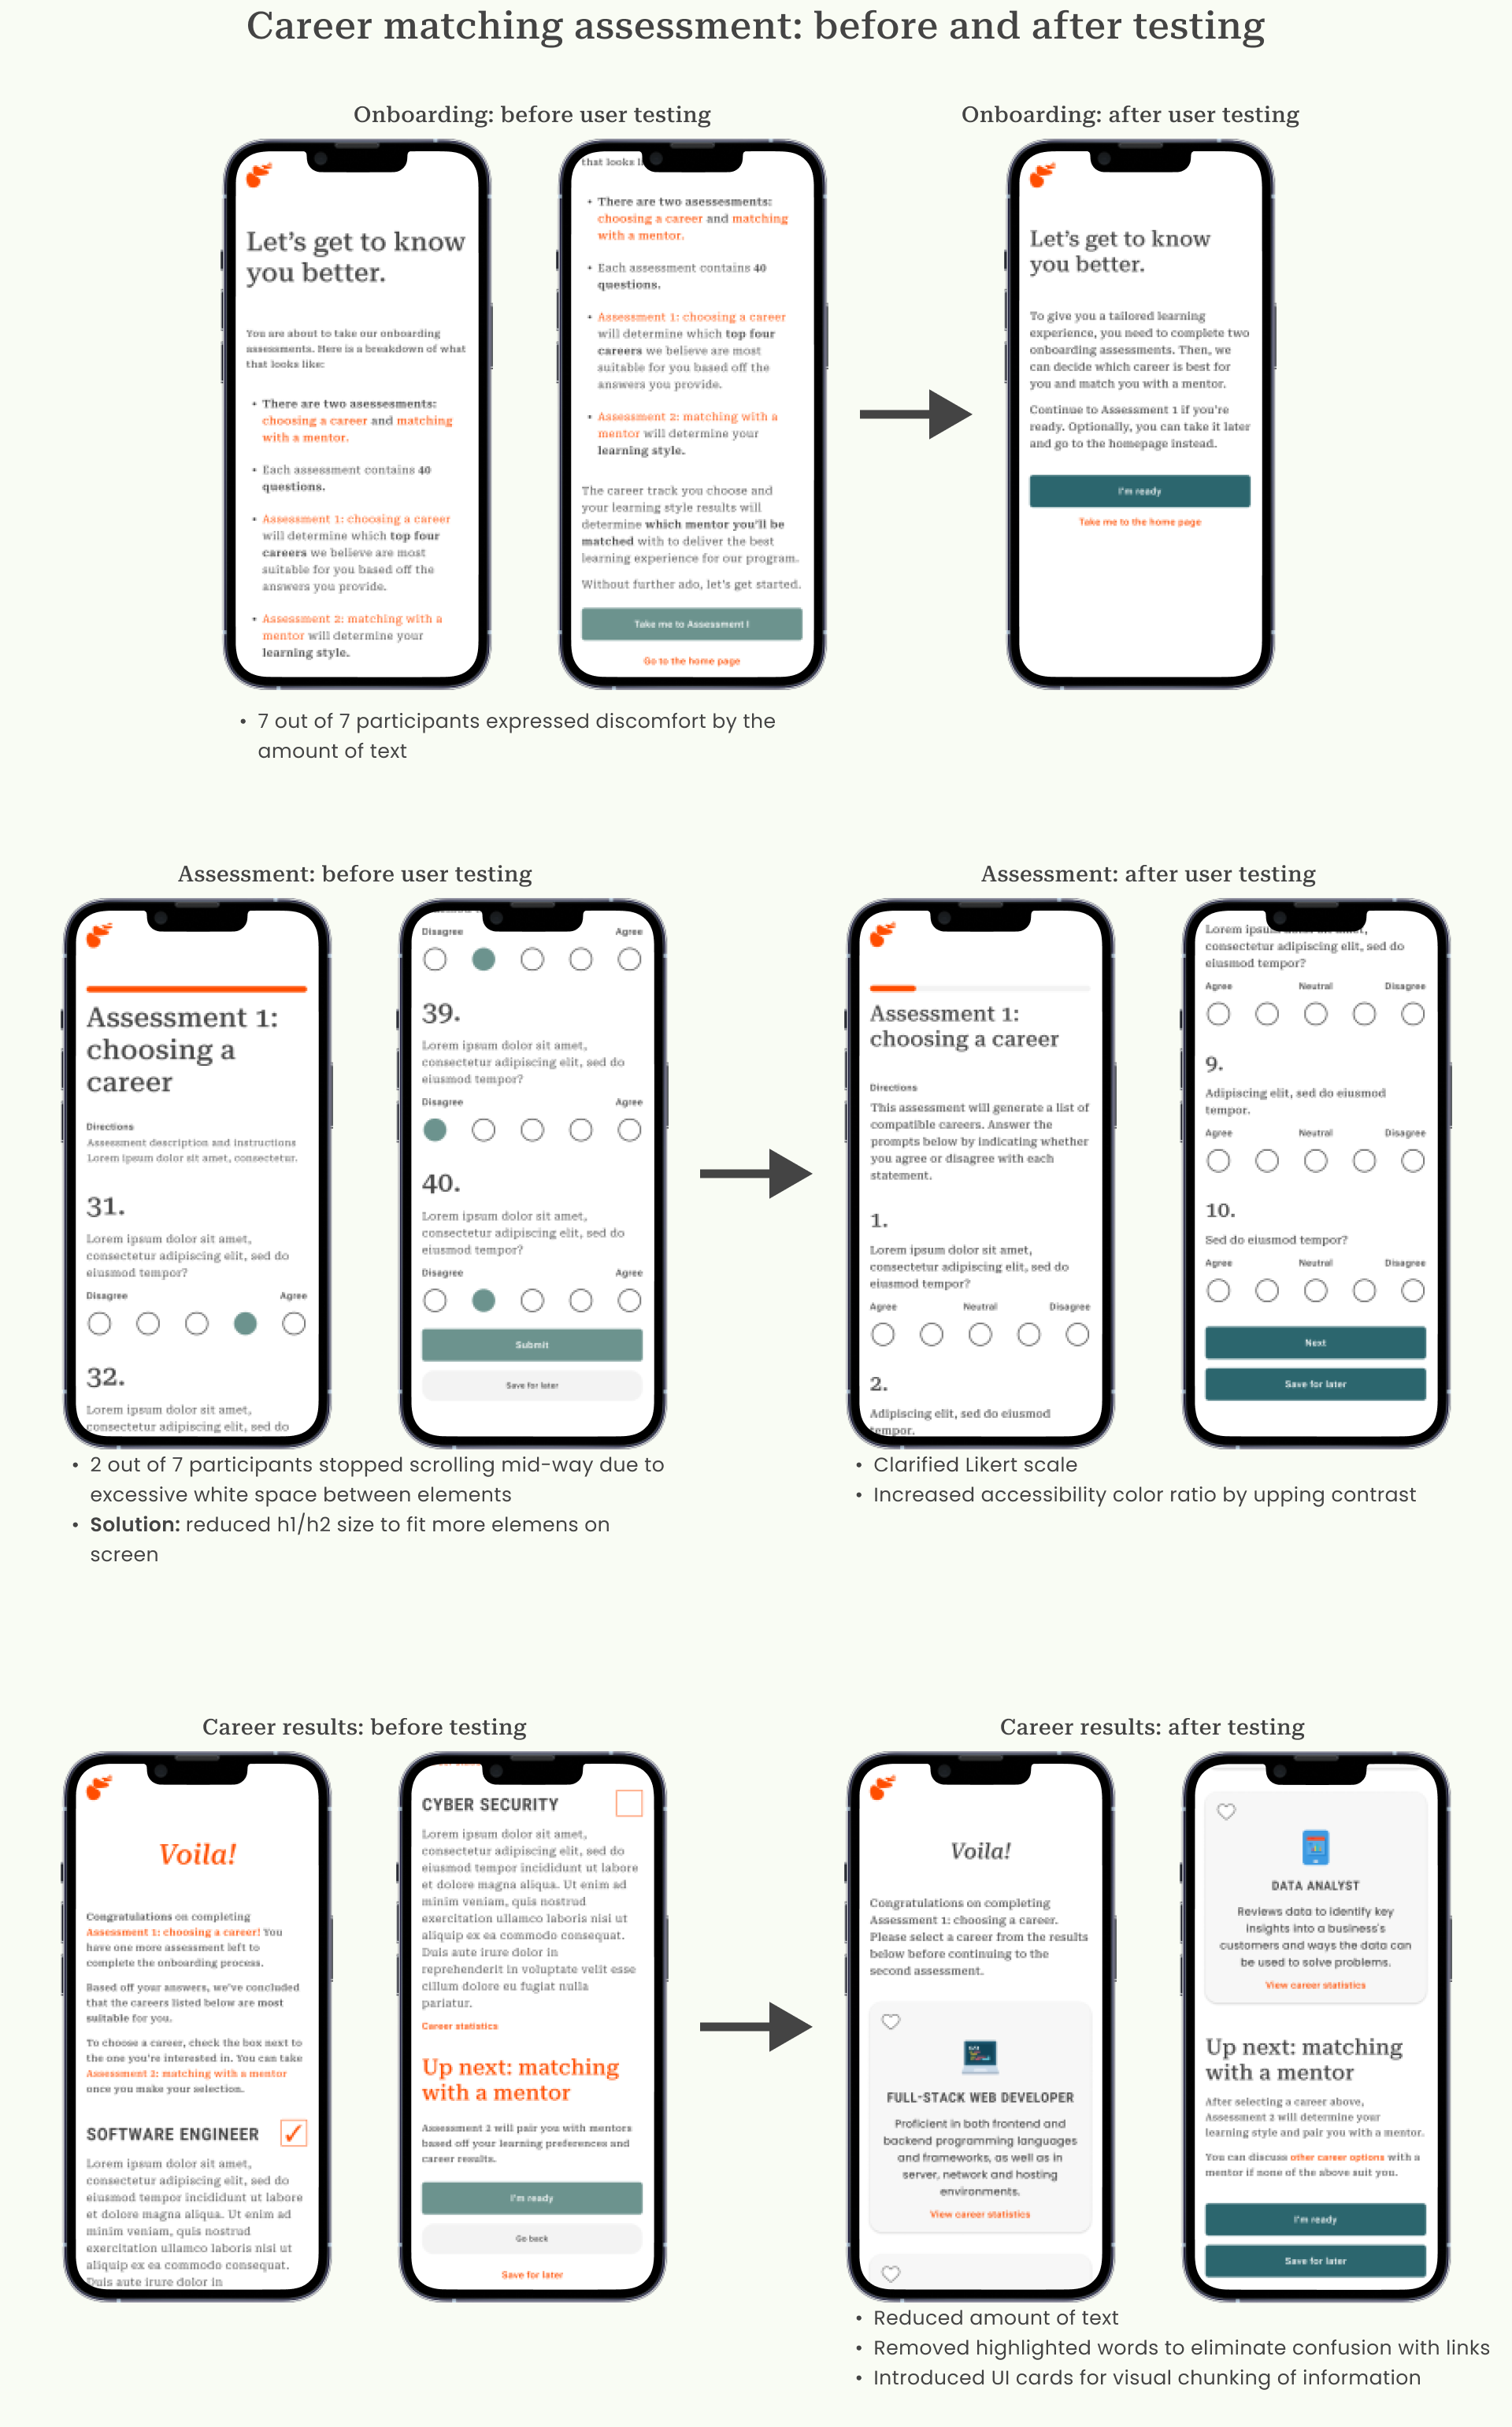 Career matching assessment: before and after testing
Onboarding: before user testing
Let's get to know
you better.
You are about to take our onboarding
assessments. Here is a breakdown of what
that looks like:
• There are two asessesments:
choosing a career and matching
with a mentor.
• Each assessment contains 40
questions.
• Assessment 1: choosing a career
will determine which top four
careers we believe are most
suitable for you based off the
answers you provide.
• Assessment 2: matching with a
mentor will determine your
learning style.
that looks li
• There are two asessesments:
choosing a career and matching
with a mentor.
• Each assessment contains 40
questions.
• Assessment 1: choosing a career
will determine which top four
careers we believe are most
suitable for you based off the
answers you provide.
• Assessment 2: matching with a
mentor will determine your
learning style.
The career track you choose and
your learning style results will
determine which mentor you'll be
matched with to deliver the best
learning experience for our program.
Without further ado, let's get started.
Take me to Assessment 1
Go to the home page
• 7 out of 7 participants expressed discomfort by the
amount of text
Onboarding: after user testing
Let's get to know
you better.
To give you a tailored learning
experience, you need to complete two
onboarding assessments. Then, we
can decide which career is best for
you and match you with a mentor.
Continue to Assessment 1 if you're
ready. Optionally, you can take it later
and go to the homepage instead.
I'm ready
Take me to the home page
Assessment: before user testing
Assessment 1:
choosing a
career
Directions
Assessment description and instructions
Lorem ipsum dolor sit amet, consectetur.
31.
Lorem ipsum dolor sit amet,
consectetur adipiscing elit, sed do
eiusmod tempor?
Disagree Agree
32.
Lorem ipsum dolor sit amet,
consectetur adipiscing elit, sed do
Disagree Agree
39.
Lorem ipsum dolor sit amet,
consectetur adipiscing elit, sed do
eiusmod tempor?
Disagree Agree
40.
Lorem ipsum dolor sit amet,
consectetur adipiscing elit, sed do
eiusmod tempor?
Disagree Agree
Submit
Save for later
• 2 out of 7 participants stopped scrolling mid-way due to
excessive white space between elements
• Solution: reduced h1/h2 size to fit more elemens on
screen
Assessment: after user testing
Assessment 1:
choosing a career
Directions
This assessment will generate a list of
compatible careers. Answer the
prompts below by indicating whether
you agree or disagree with each
statement.
1.
Lorem ipsum dolor sit amet,
consectetur adipiscing elit, sed do
eiusmod tempor?
Agree Neutral Disagree
2.
Adipiscing elit, sed do eiusmod
tempor.
Lorem ipsu
consectetur adipiscing elit, sed do
eiusmod tempor?
Agree Neutral Disagree
9.
Adipiscing elit, sed do eiusmod
tempor.
Agree Neutral Disagree
10.
Sed do eiusmod tempor?
Agree Neutral Disagree
Next
Save for later
• Clarified Likert scale
• Increased accessibility color ratio by upping contrast
Career results: before testing
Voila!
Congratulations on completing
Assessment 1: choosing a career! You
have one more assessment left to
complete the onboarding process.
Based off your answers, we've concluded
that the careers listed below are most
suitable for you.
To choose a career, check the box next to
the one you're interested in. You can take
Assessment 2: matching with a mentor
once you make your selection.
SOFTWARE ENGINEER
Lorem ipsum dolor sit amet,
consectetur adipiscing elit, sed do
eiusmod tempor incididunt ut labore
et dolore magna aliqua. Ut enim ad
minim veniam, quis nostrud
exercitation ullamco laboris nisi ut
aliquip ex ea commodo consequat.
Duis aute irure dolor in
CYBER SECURITY
Lorem ipsum dolor sit amet,
consectetur adipiscing elit, sed do
eiusmod tempor incididunt ut labore
et dolore magna aliqua. Ut enim ad
minim veniam, quis nostrud
exercitation ullamco laboris nisi ut
aliquip ex ea commodo consequat.
Duis aute irure dolor in
reprehenderit in voluptate velit esse
cillum dolore eu fugiat nulla
pariatur.
Career statistics
Up next: matching
with a mentor
Assessment 2 will pair you with mentors
based off your learning preferences and
career results.
I'm ready
Go back
Save for later
Career results: after testing
Voila!
Congratulations on completing
Assessment 1: choosing a career.
Please select a career from the results
below before continuing to the
second assessment.
FULL-STACK WEB DEVELOPER
Proficient in both frontend and
backend programming languages
and frameworks, as well as in
server, network and hosting
environments.
View career statistics
DATA ANALYST
Reviews data to identify key
insights into a business's
customers and ways the data can
be used to solve problems.
View career statistics
Up next: matching
with a mentor
After selecting a career above,
Assessment 2 will determine your
learning style and pair you with a mentor.
You can discuss other career options with a
mentor if none of the above suit you.
I'm ready
Save for later
• Reduced amount of text
• Removed highlighted words to eliminate confusion with links
• Introduced UI cards for visual chunking of information